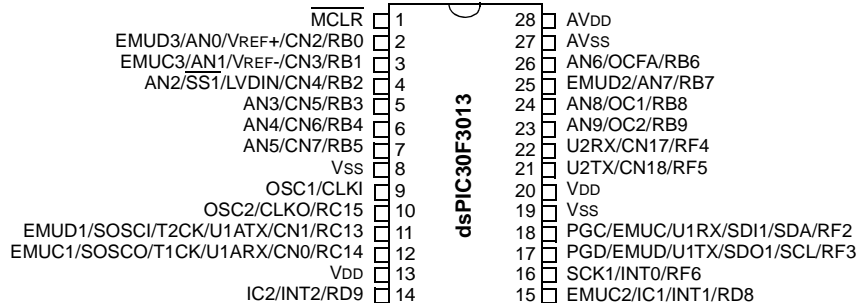 MCLR 1 28 AVDD
EMUD3/AN0/VREF+/CN2/RB0 2 27 AVSS
EMUC3/AN1/VREF-/CN3/RB1 3 26 AN6/OCFA/RB6
AN2/SS1/LVDIN/CN4/RB2 4 25 EMUD2/AN7/RB7
AN3/CN5/RB3 5 24 AN8/OC1/RB8
AN4/CN6/RB4 6 23 AN9/OC2/RB9
AN5/CN7/RB5 7 22 U2RX/CN17/RF4
VSS 8 21 U2TX/CN18/RF5
OSC1/CLKI 9 20 VDD
OSC2/CLKO/RC15 10 19 VSS
EMUD1/SOSCI/T2CK/U1ATX/CN1/RC13 11 18 PGC/EMUC/U1RX/SDI1/SDA/RF2
EMUC1/SOSCO/T1CK/U1ARX/CN0/RC14 12 17 PGD/EMUD/U1TX/SDO1/SCL/RF3
VDD 13 16 SCK1/INT0/RF6
IC2/INT2/RD9 14 15 EMUC2/IC1/INT1/RD8
dsPIC30F3013